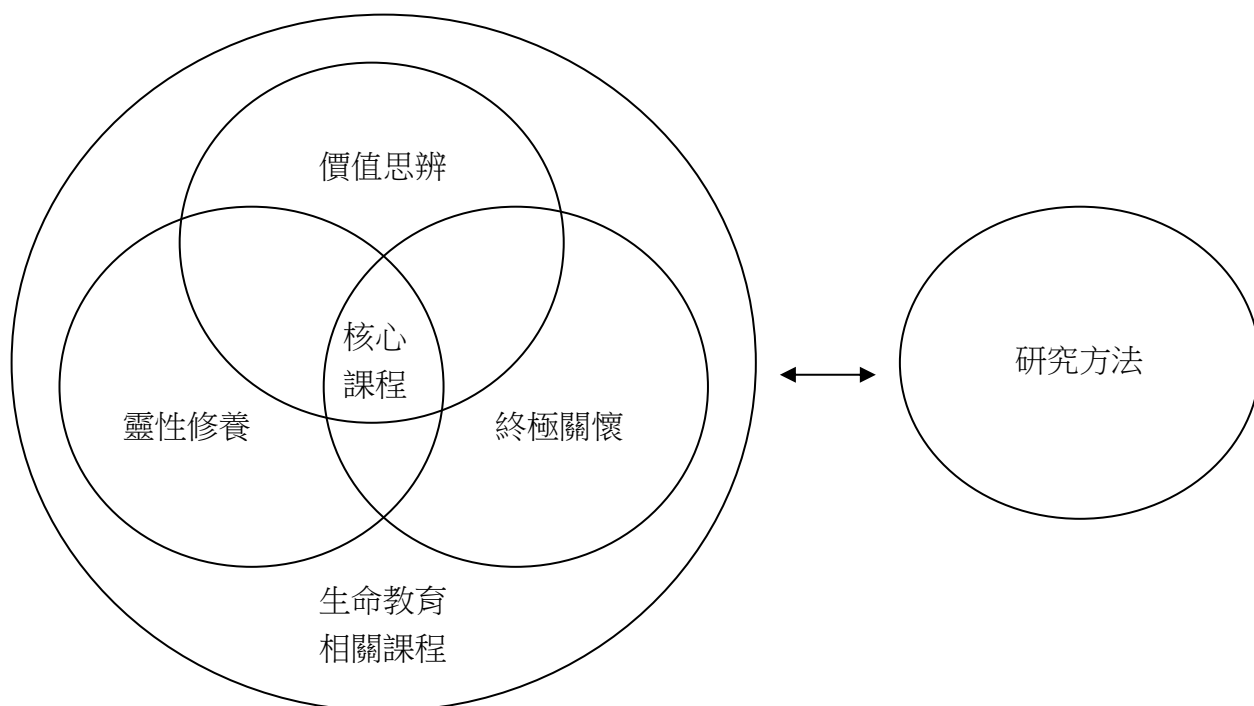 價值思辨
核心
課程
靈性修養
終極關懷
生命教育
相關課程
研究方法